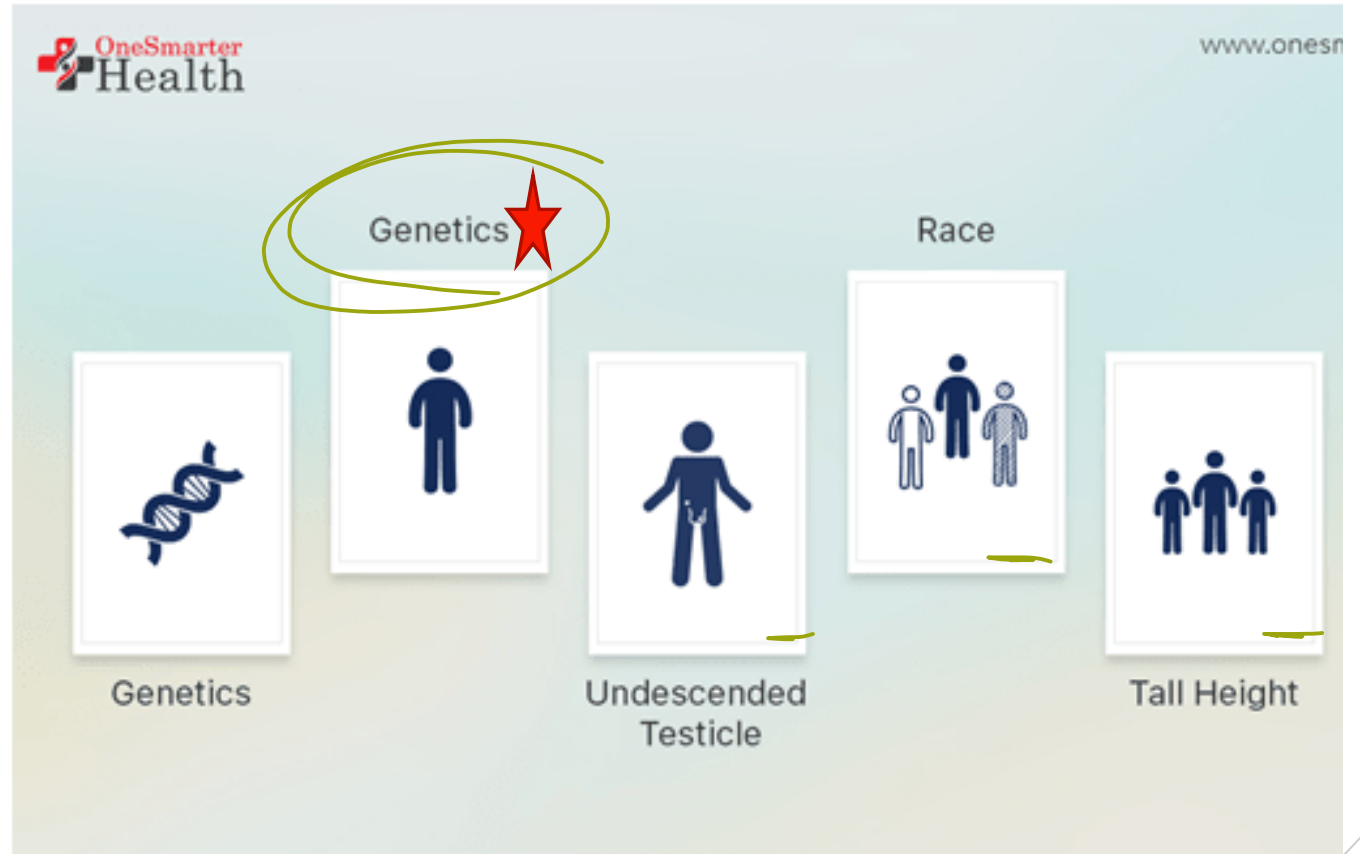 OneSmarter
Health
www.onesm
Genetics
Race
Genetics
Undescended
Testicle
Tall Height